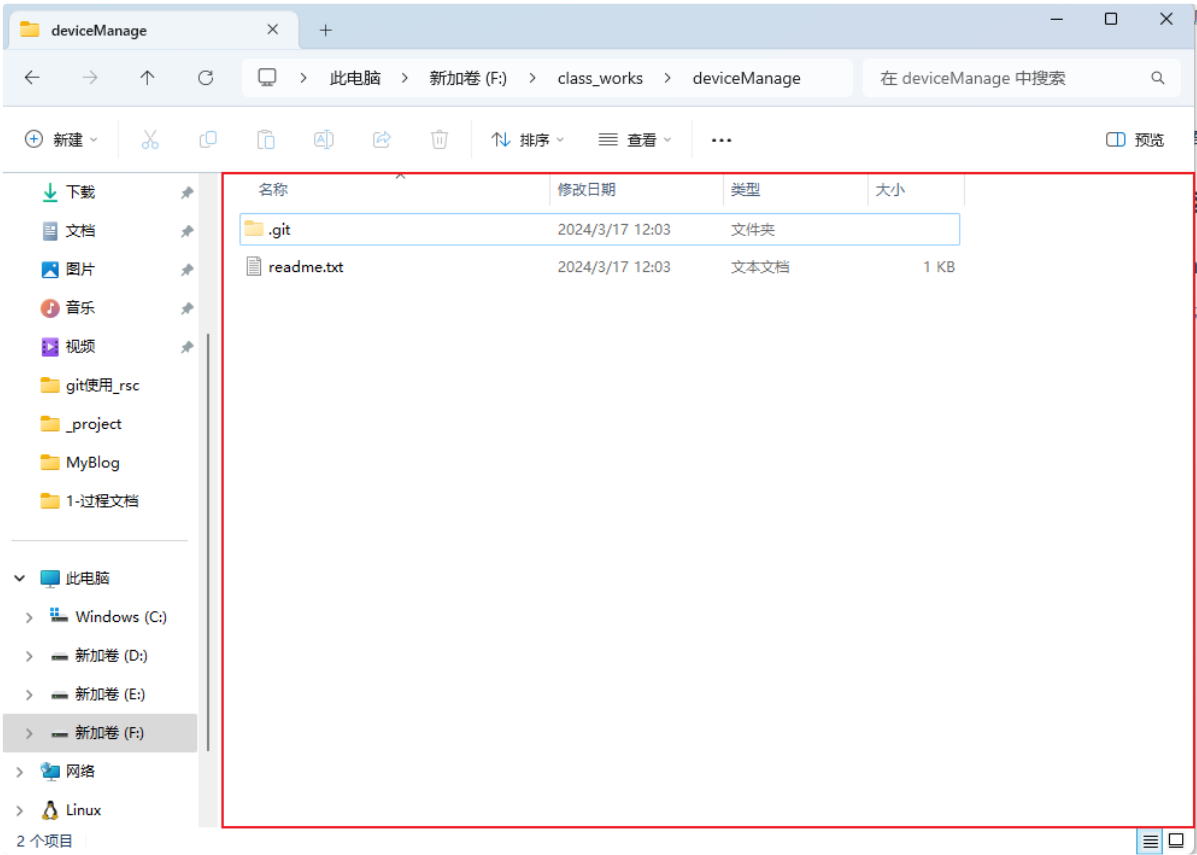 deviceManage
此电脑 新加卷 (F:) class_works deviceManage 在 deviceManage 中搜索
新建 排序 查看 ... 预览
下载
文档
图片
音乐
视频
git使用_rsc
_project
MyBlog
1-过程文档
此电脑
Windows (C:)
新加卷 (D:)
新加卷 (E:)
新加卷 (F:)
网络
Linux
名称 修改日期 类型 大小
.git 2024/3/17 12:03 文件夹
readme.txt 2024/3/17 12:03 文本文档 1 KB
2 个项目